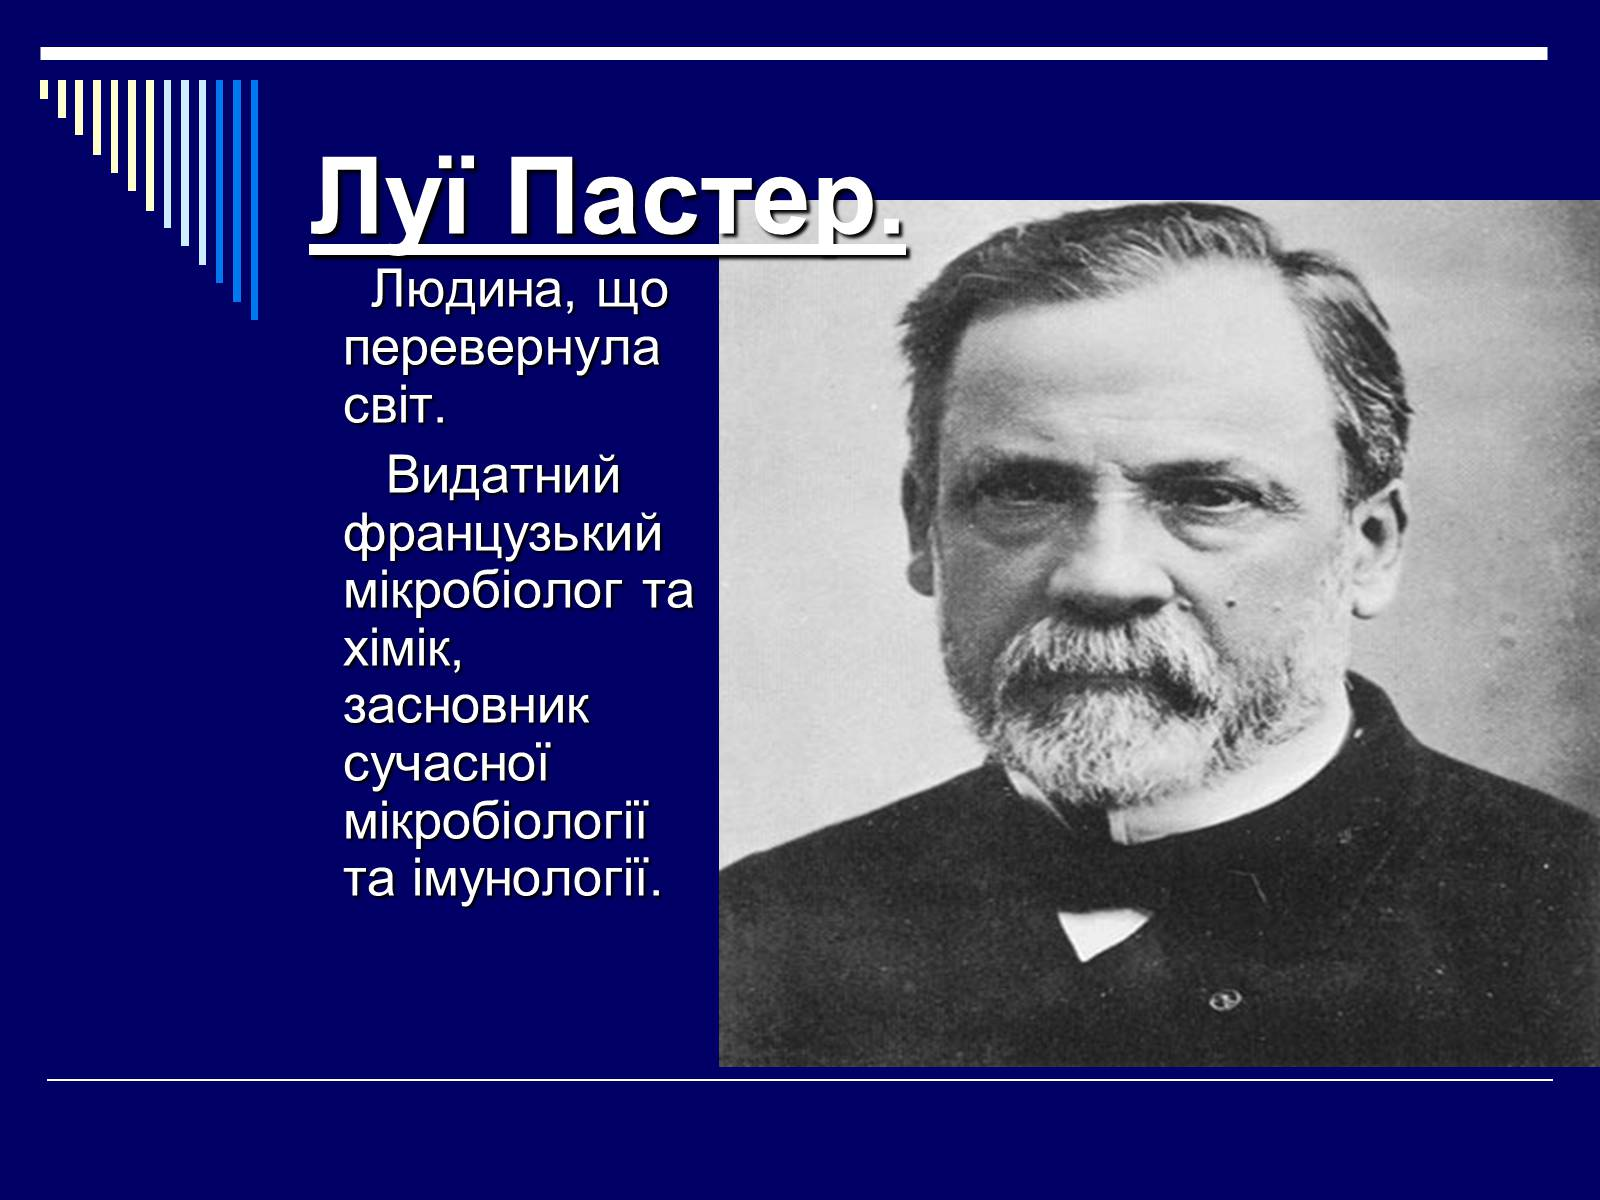 Луї Пастер.
Людина, що
перевернула
світ.
Видатний
французький
мікробіолог та
хімік,
засновник
сучасної
мікробіології
та імунології.